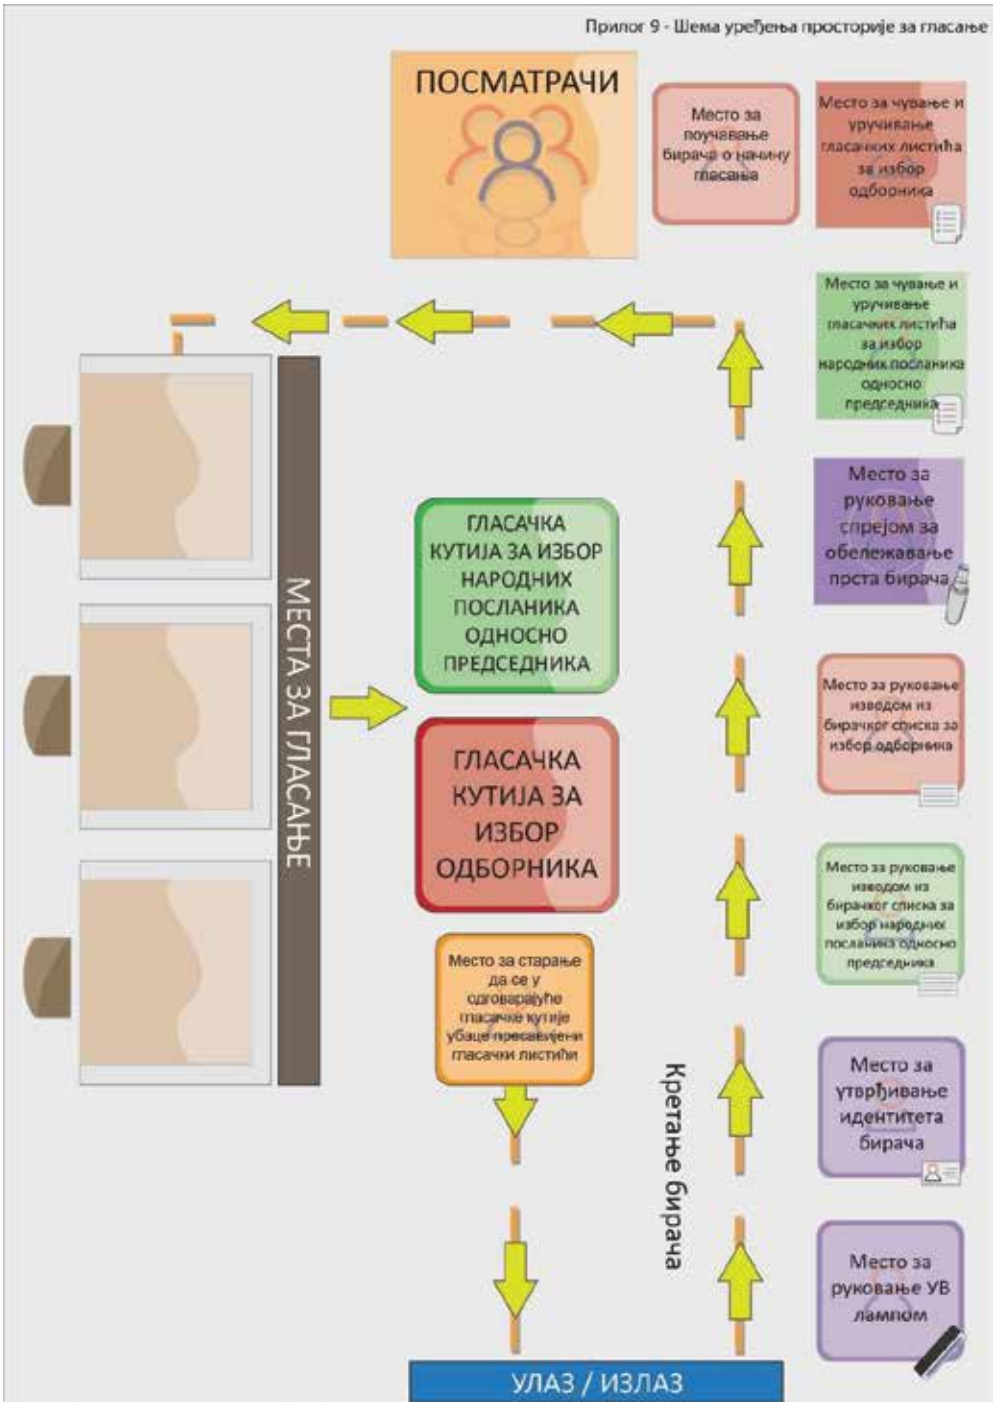 Прилог 9 - Шема уређења просторије за гласање
ПОСМАТРАЧИ
Место за
поучавање
бирача о начину
гласања
Место за чување и
уручивање
гласачких листића
за избор
одборника
Место за чување и
уручивање
гласачких листића
за избор
народних посланика
односно
председника
Место за
руковање
спрејом за
обележавање
прста бирача
Место за руковање
изводом из
бирачког списка за
избор одборника
Место за руковање
изводом из
бирачког списка за
избор народних
посланика односно
председника
Место за
утврђивање
идентитета
бирача
Место за
руковање УВ
лампом
МЕСТА ЗА ГЛАСАЊЕ
ГЛАСАЧКА
КУТИЈА ЗА ИЗБОР
НАРОДНИХ
ПОСЛАНИКА
ОДНОСНО
ПРЕДСЕДНИКА
ГЛАСАЧКА
КУТИЈА ЗА
ИЗБОР
ОДБОРНИКА
Место за старање
да се у
одговарајуће
гласачке кутије
убаце пресавијени
гласачки листићи
Кретање бирача
УЛАЗ / ИЗЛАЗ